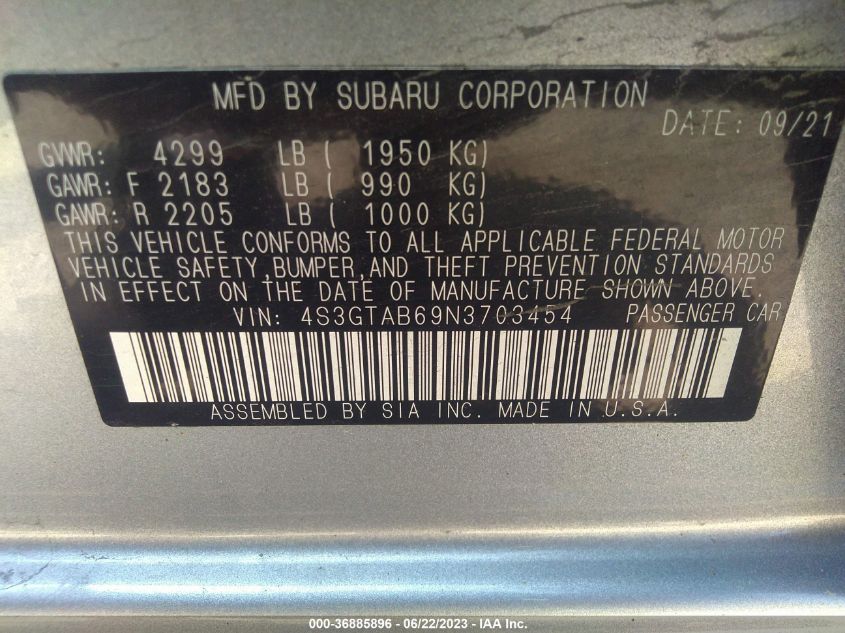 MFD BY SUBARU CORPORATION
DATE: 09/21
GVWR: 4299 LB ( 1950 KG)
GAWR: F 2183 LB ( 990 KG)
GAWR: R 2205 LB ( 1000 KG)
THIS VEHICLE CONFORMS TO ALL APPLICABLE FEDERAL MOTOR
VEHICLE SAFETY,BUMPER,AND THEFT PREVENTION STANDARDS
IN EFFECT ON THE DATE OF MANUFACTURE SHOWN ABOVE.
VIN: 4S3GTAB69N3703454 PASSENGER CAR
ASSEMBLED BY SIA INC. MADE IN U.S.A.
000-36885896 / 06/22/2023 - © IAA Inc.